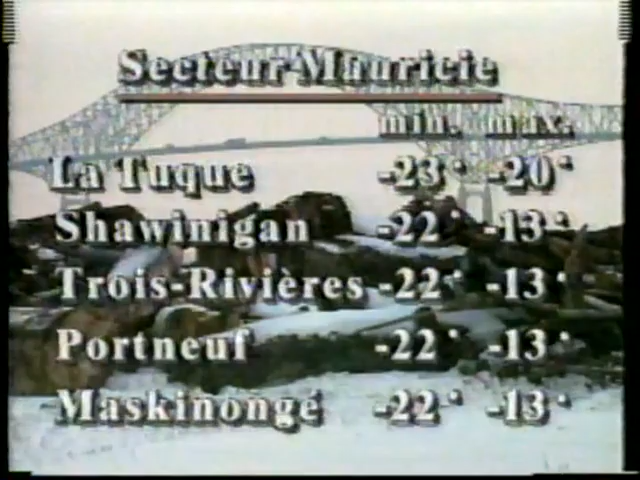 Secteur Mauricie
min. max.
La Tuque -23° -20°
Shawinigan -22° -13°
Trois-Rivières -22° -13°
Portneuf -22° -13°
Maskinongé -22° -13°